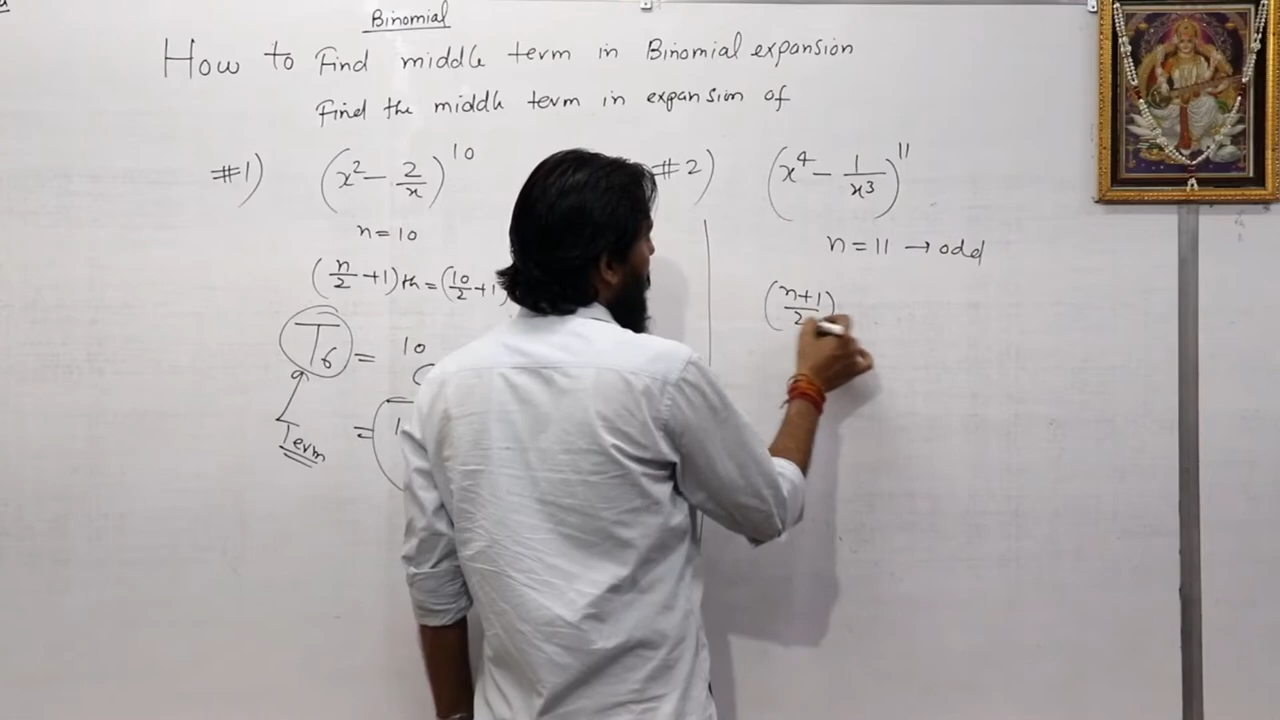 Binomial
How to Find middle term in Binomial expansion
Find the middle term in expansion of
#1) (x² - 2/x)¹⁰
n = 10
(n/2 + 1)th = (10/2 + 1)
T₆ = 10
Term
=
#2) (x⁴ - 1/x³)¹¹
n = 11 → odd
(n+1/2)